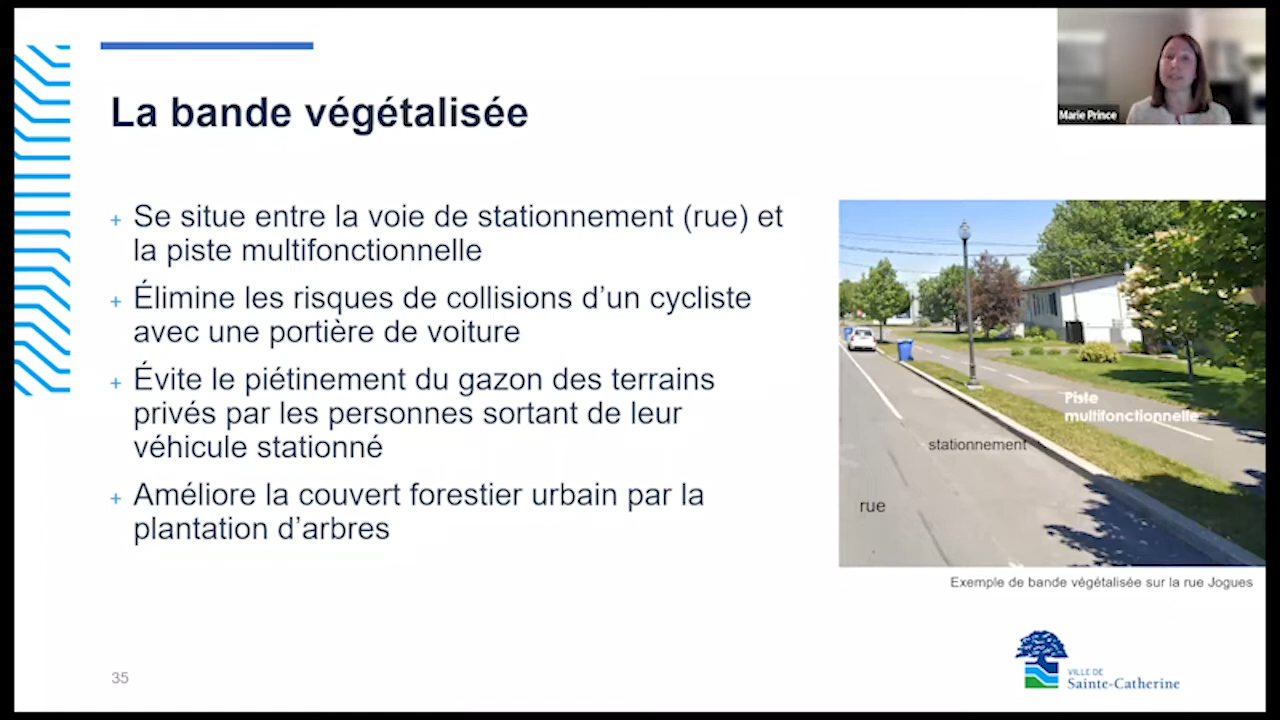 Marie Prince
La bande végétalisée
+ Se situe entre la voie de stationnement (rue) et
la piste multifonctionnelle
+ Élimine les risques de collisions d'un cycliste
avec une portière de voiture
+ Évite le piétinement du gazon des terrains
privés par les personnes sortant de leur
véhicule stationné
+ Améliore la couvert forestier urbain par la
plantation d'arbres
Piste
multifonctionnelle
stationnement
rue
Exemple de bande végétalisée sur la rue Jogues
35
VILLE DE
Sainte-Catherine